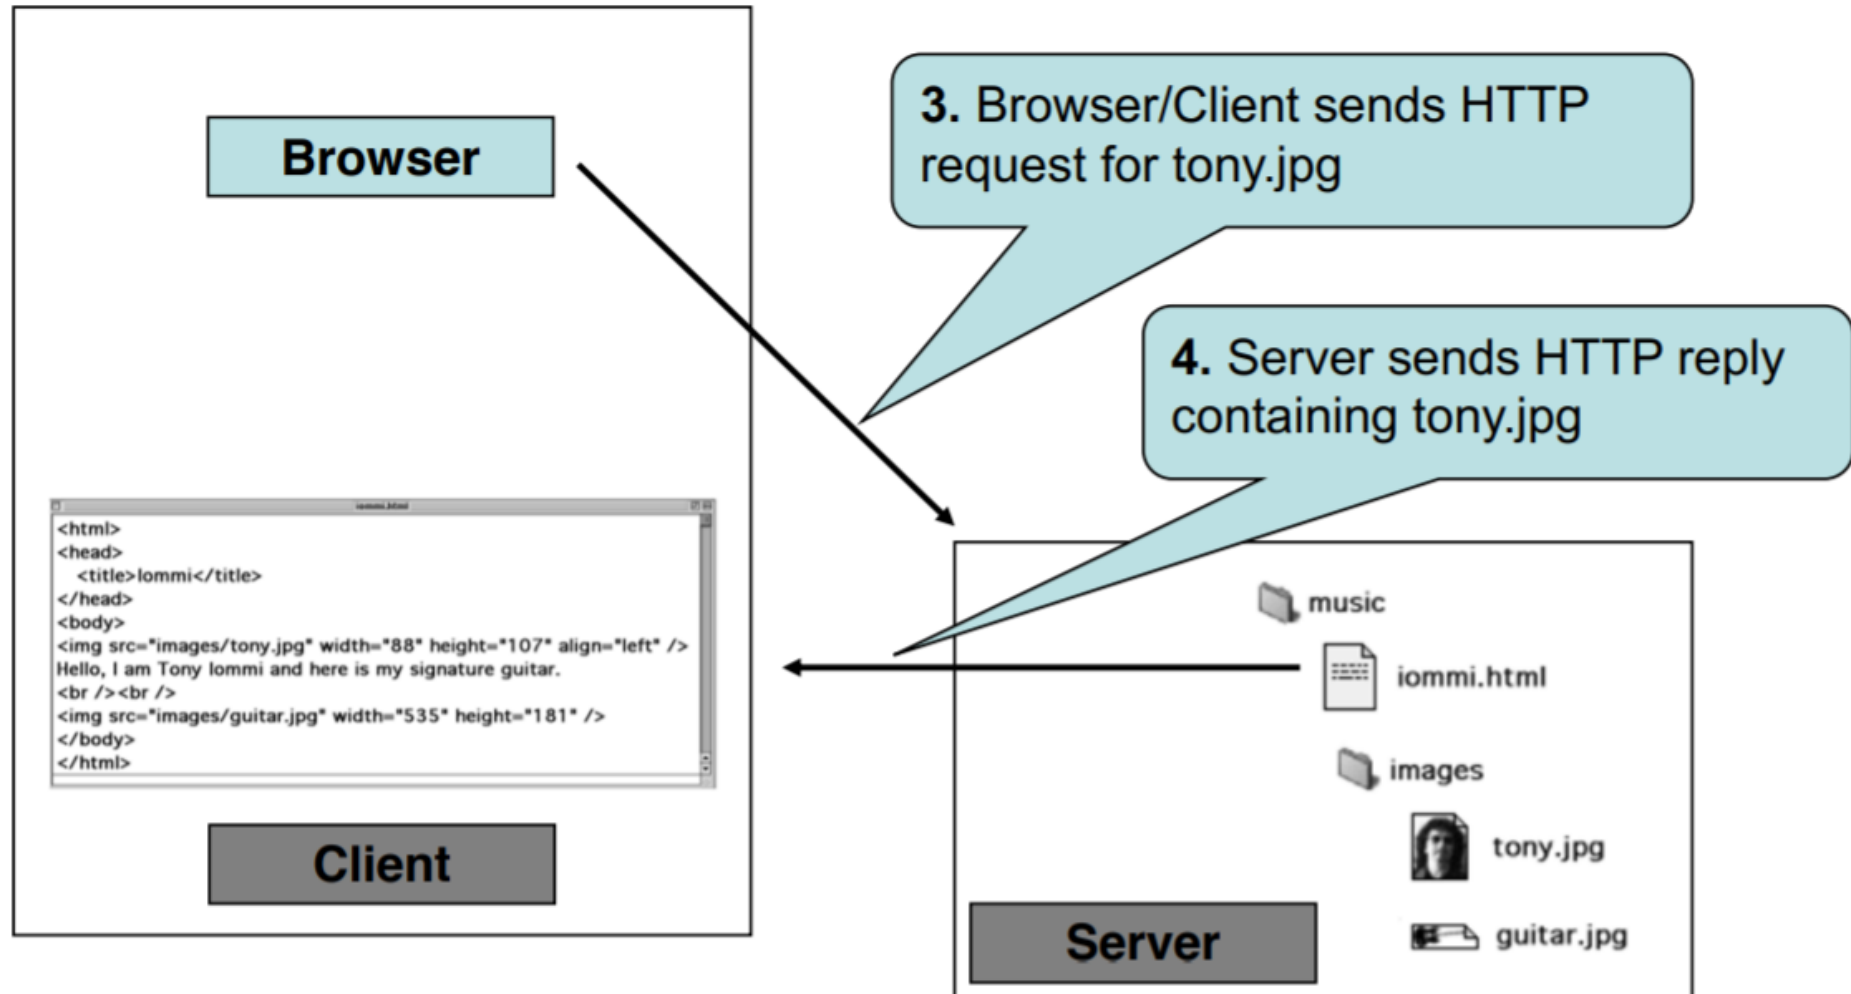 Browser
3. Browser/Client sends HTTP
request for tony.jpg
4. Server sends HTTP reply
containing tony.jpg
iommi.html
<html>
<head>
<title>Iommi</title>
</head>
<body>
<img src="images/tony.jpg" width="88" height="107" align="left" />
Hello, I am Tony Iommi and here is my signature guitar.
<br /><br />
<img src="images/guitar.jpg" width="535" height="181" />
</body>
</html>
Client
music
iommi.html
images
tony.jpg
guitar.jpg
Server